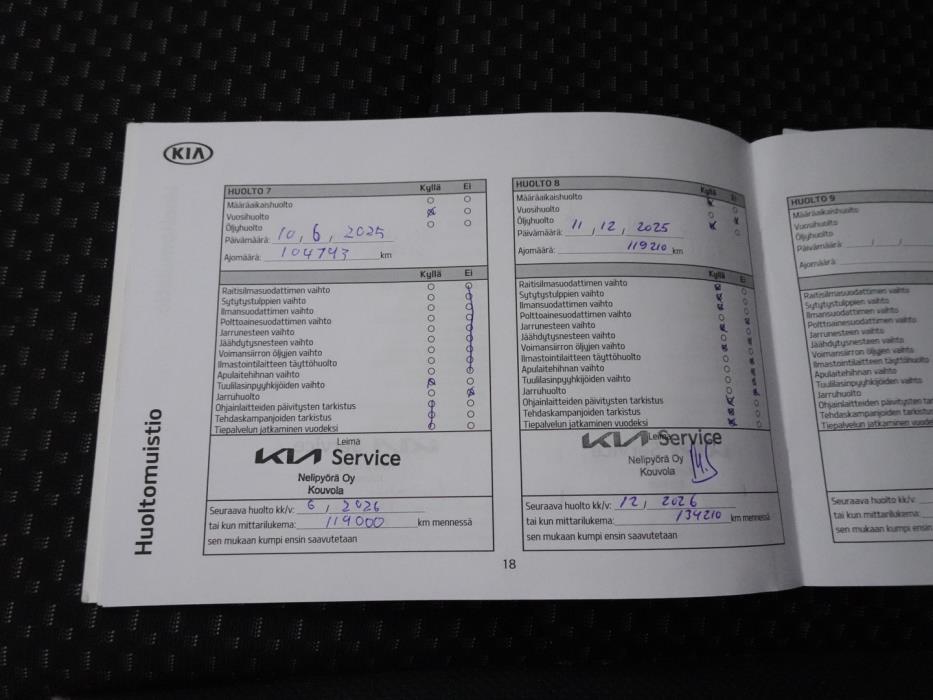 KIA
Huoltomuistio
HUOLTO 7 Kyllä Ei
Määräaikaishuolto
Vuosihuolto
Öljyhuolto
Päivämäärä: 10, 6, 2025
Ajomäärä: 104743 km
Kyllä Ei
Raitisilmasuodattimen vaihto
Sytytystulppien vaihto
Ilmansuodattimen vaihto
Polttoainesuodattimen vaihto
Jarrunesteen vaihto
Jäähdytysnesteen vaihto
Voimansiirron öljyjen vaihto
Ilmastointilaitteen täyttöhuolto
Apulaitehihnan vaihto
Tuulilasinpyyhkijöiden vaihto
Jarruhuolto
Ohjainlaitteiden päivitysten tarkistus
Tehdaskampanjoiden tarkistus
Tiepalvelun jatkaminen vuodeksi
Leima
KIA Service
Nelipyörä Oy
Kouvola
Seuraava huolto kk/v: 6, 2026
tai kun mittarilukema: 119000 km mennessä
sen mukaan kumpi ensin saavutetaan
HUOLTO 8 Kyllä Ei
Määräaikaishuolto
Vuosihuolto
Öljyhuolto
Päivämäärä: 11, 12, 2025
Ajomäärä: 119210 km
Kyllä Ei
Raitisilmasuodattimen vaihto
Sytytystulppien vaihto
Ilmansuodattimen vaihto
Polttoainesuodattimen vaihto
Jarrunesteen vaihto
Jäähdytysnesteen vaihto
Voimansiirron öljyjen vaihto
Ilmastointilaitteen täyttöhuolto
Apulaitehihnan vaihto
Tuulilasinpyyhkijöiden vaihto
Jarruhuolto
Ohjainlaitteiden päivitysten tarkistus
Tehdaskampanjoiden tarkistus
Tiepalvelun jatkaminen vuodeksi
Leima
KIA Service
Nelipyörä Oy
Kouvola
Seuraava huolto kk/v: 12, 2026
tai kun mittarilukema: 134210 km mennessä
sen mukaan kumpi ensin saavutetaan
18
HUOLTO 9
Määräaikaishuolto
Vuosihuolto
Öljyhuolto
Päivämäärä:
Ajomäärä:
Raitisilmasuodattimen vaihto
Sytytystulppien vaihto
Ilmansuodattimen vaihto
Polttoainesuodattimen vaihto
Jarrunesteen vaihto
Jäähdytysnesteen vaihto
Voimansiirron öljyjen vaihto
Ilmastointilaitteen täyttöhuolto
Apulaitehihnan vaihto
Tuulilasinpyyhkijöiden vaihto
Jarruhuolto
Ohjainlaitteiden päivitysten tar
Tehdaskampanjoiden tarkistus
Tiepalvelun jatkaminen vuode
Seuraava huolto kk/v:
tai kun mittarilukema:
sen mukaan kumpi ensin